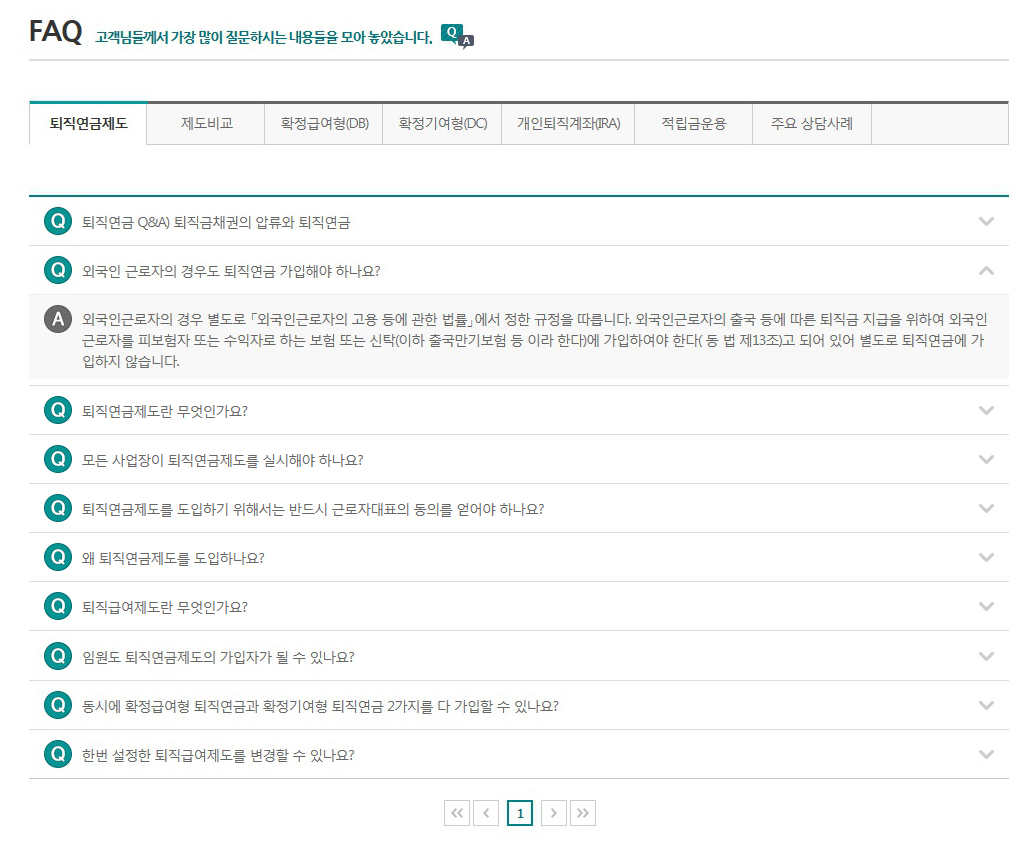 FAQ 고객님들께서 가장 많이 질문하시는 내용들을 모아 놓았습니다. Q A
퇴직연금제도 제도비교 확정급여형(DB) 확정기여형(DC) 개인퇴직계좌(IRA) 적립금운용 주요 상담사례
Q 퇴직연금 Q&A) 퇴직금채권의 압류와 퇴직연금
Q 외국인 근로자의 경우도 퇴직연금 가입해야 하나요?
A 외국인근로자의 경우 별도로 「외국인근로자의 고용 등에 관한 법률」에서 정한 규정을 따릅니다. 외국인근로자의 출국 등에 따른 퇴직금 지급을 위하여 외국인
근로자를 피보험자 또는 수익자로 하는 보험 또는 신탁(이하 출국만기보험 등 이라 한다)에 가입하여야 한다( 동 법 제13조)고 되어 있어 별도로 퇴직연금에 가
입하지 않습니다.
Q 퇴직연금제도란 무엇인가요?
Q 모든 사업장이 퇴직연금제도를 실시해야 하나요?
Q 퇴직연금제도를 도입하기 위해서는 반드시 근로자대표의 동의를 얻어야 하나요?
Q 왜 퇴직연금제도를 도입하나요?
Q 퇴직급여제도란 무엇인가요?
Q 임원도 퇴직연금제도의 가입자가 될 수 있나요?
Q 동시에 확정급여형 퇴직연금과 확정기여형 퇴직연금 2가지를 다 가입할 수 있나요?
Q 한번 설정한 퇴직급여제도를 변경할 수 있나요?
1